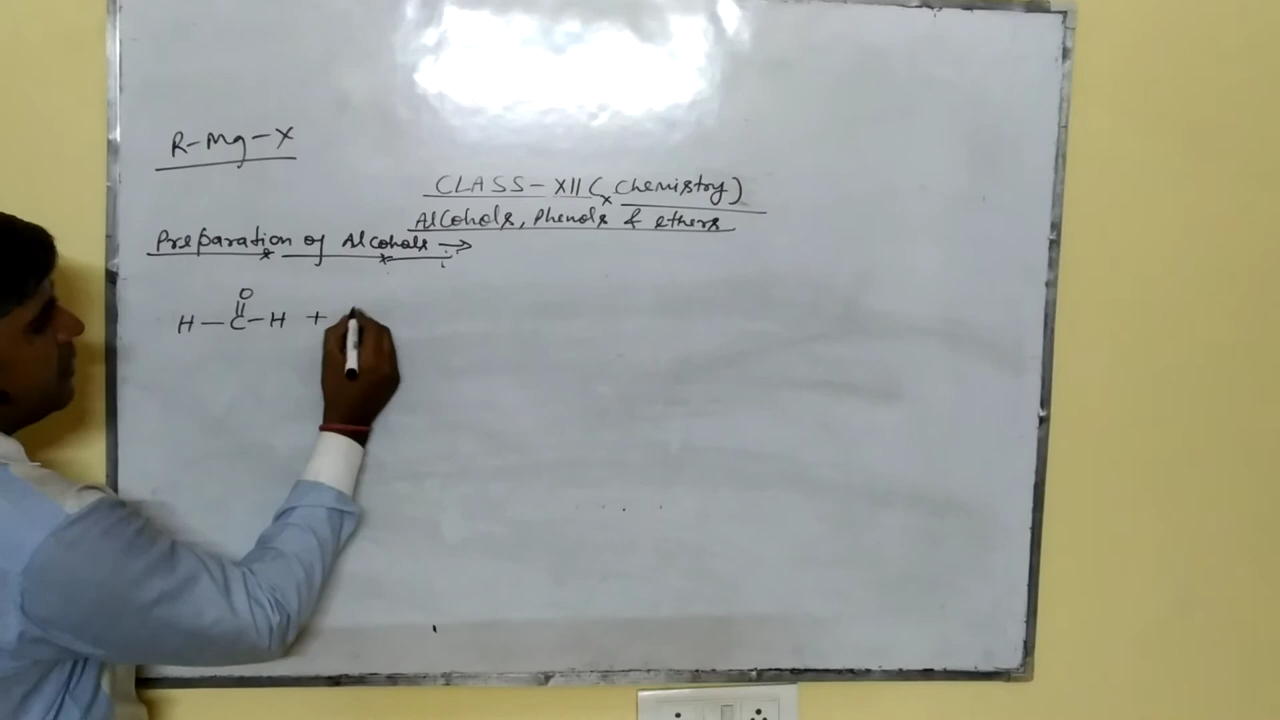 R-Mg-X
CLASS-XII (Chemistry)
Alcohols, Phenols & ethers
Preparation of Alcohols →
O
||
H — C - H +